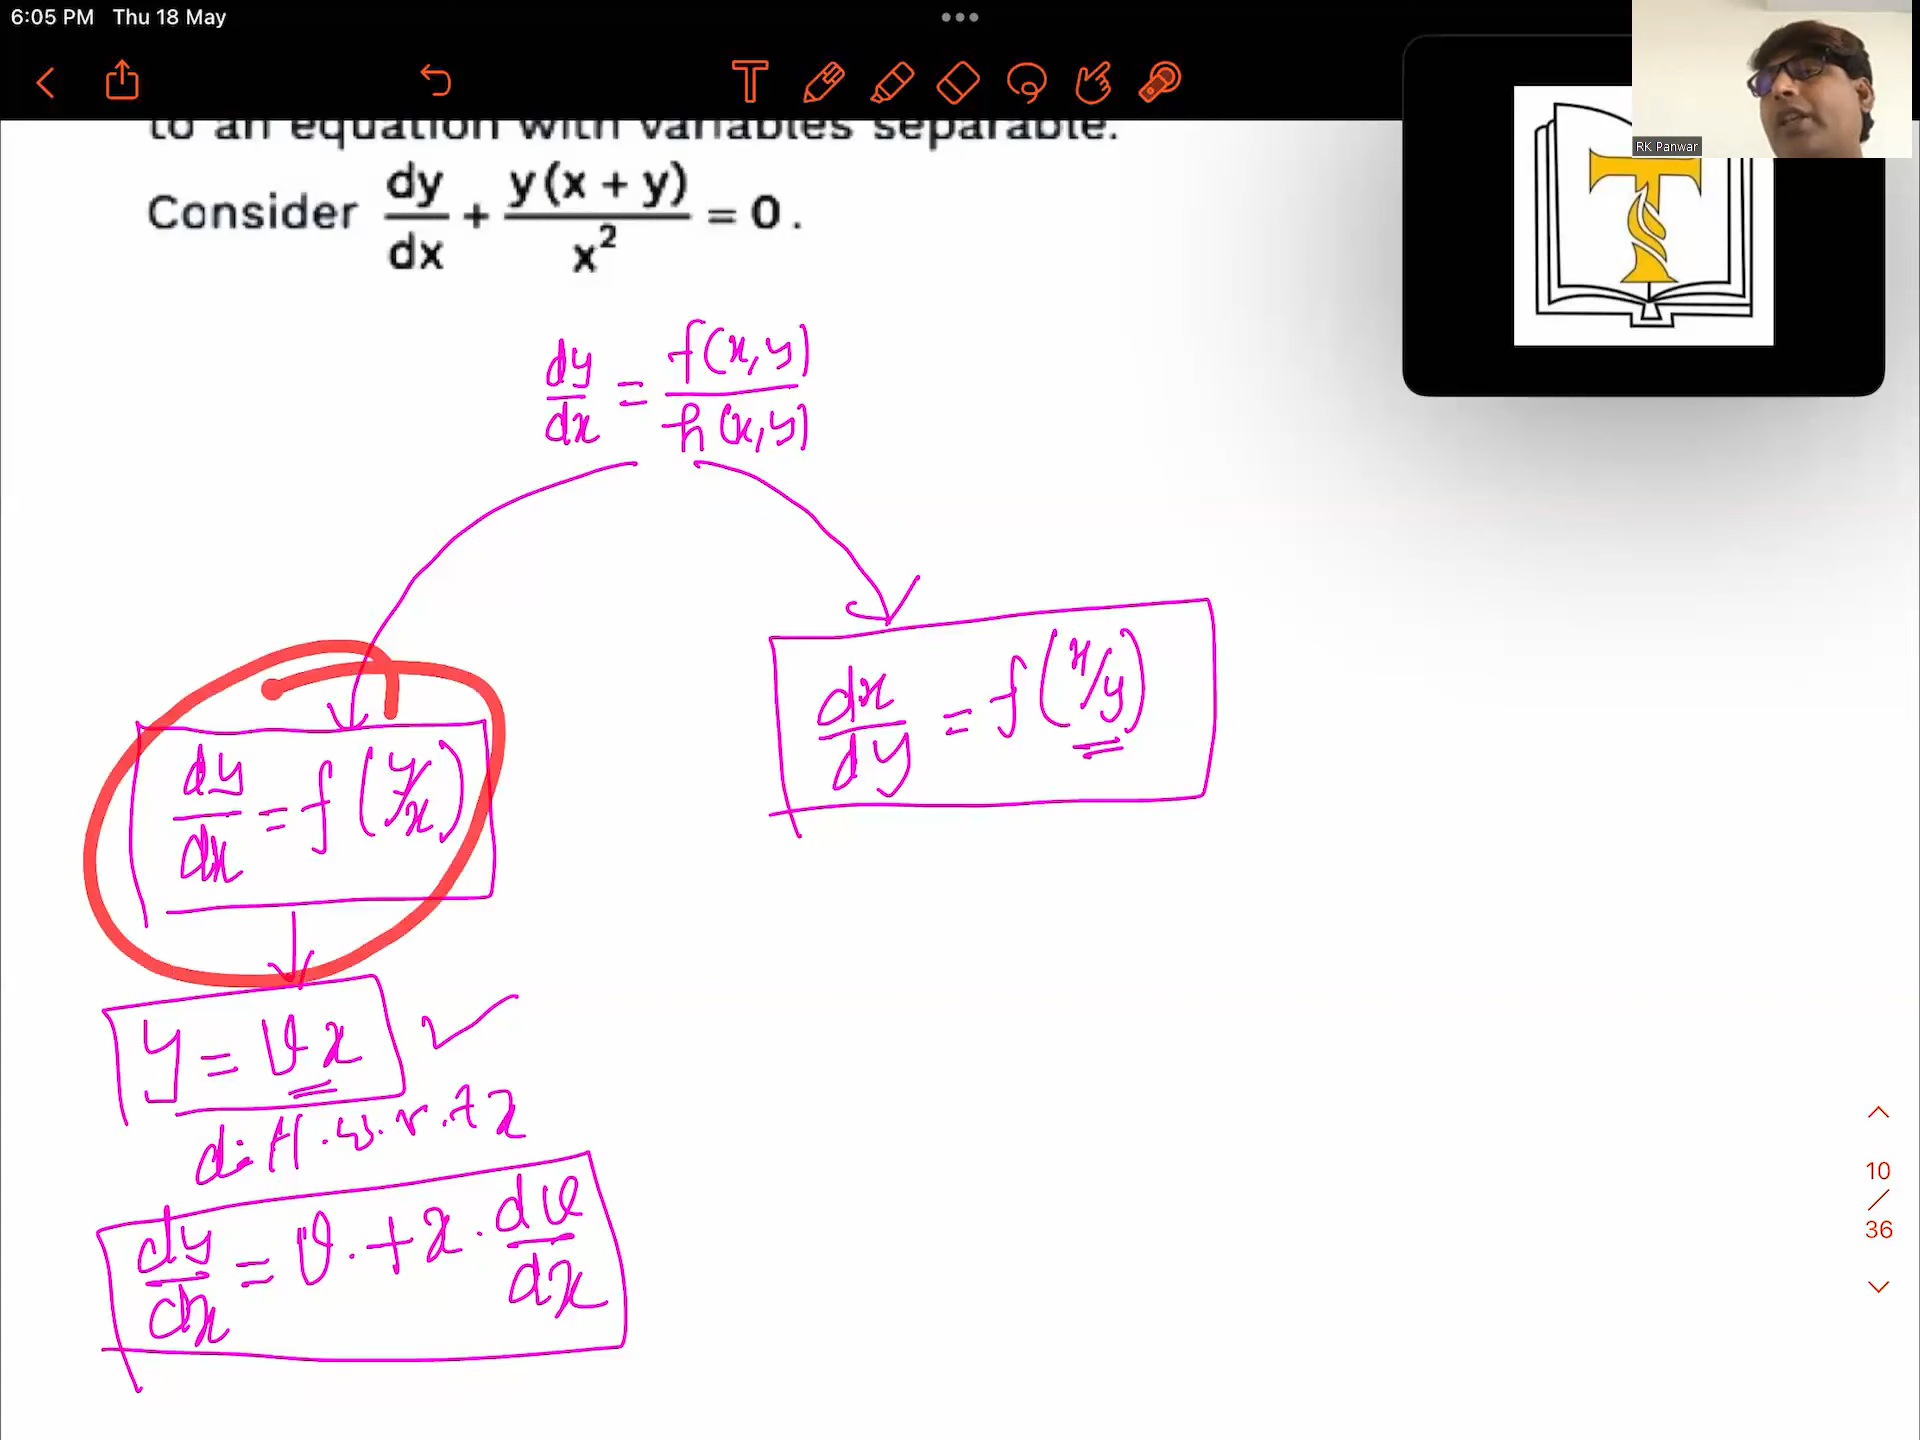 6:05 PM Thu 18 May
RK Panwar
to an equation with variables separable.
Consider dy/dx + y(x + y)/x² = 0 .
dy/dx = f(x,y)/h(x,y)
dx/dy = f(x/y)
dy/dx = f(y/x)
y = vx
diff. w.r.t x
dy/dx = v. + x . dv/dx
10
/
36